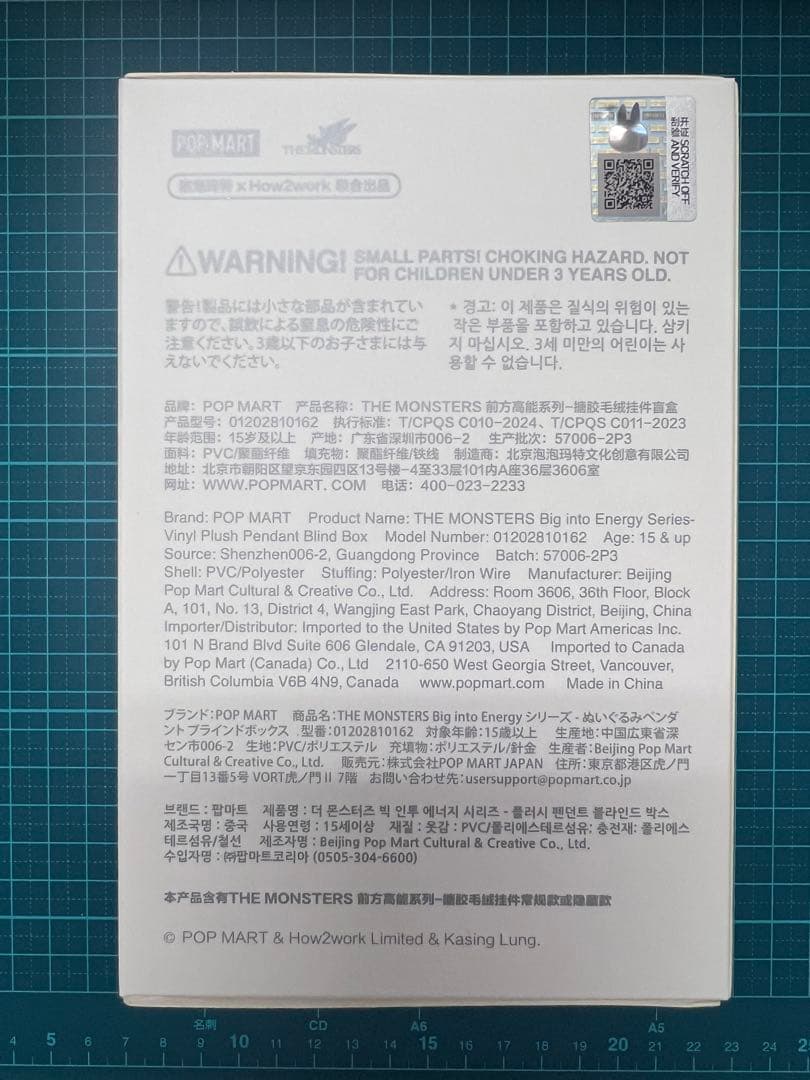 POP MART THE MONSTERS
泡泡玛特 x How2work 联合出品
开证 SCRATCH OFF
刮验 AND VERIFY
WARNING! SMALL PARTS! CHOKING HAZARD. NOT
FOR CHILDREN UNDER 3 YEARS OLD.
警告!製品には小さな部品が含まれてい
ますので、誤飲による窒息の危険性にご
注意ください。3歳以下のお子さまには与
えないでください。
* 경고: 이 제품은 질식의 위험이 있는
작은 부품을 포함하고 있습니다. 삼키
지 마십시오. 3세 미만의 어린이는 사
용할 수 없습니다.
品牌: POP MART 产品名称: THE MONSTERS 前方高能系列-搪胶毛绒挂件盲盒
产品型号: 01202810162 执行标准: T/CPQS C010-2024、T/CPQS C011-2023
年龄范围: 15岁及以上 产地: 广东省深圳市006-2 生产批次: 57006-2P3
面料: PVC/聚酯纤维 填充物: 聚酯纤维/铁线 制造商: 北京泡泡玛特文化创意有限公司
地址: 北京市朝阳区望京东园四区13号楼-4至33层101内A座36层3606室
网址: WWW.POPMART. COM 电话: 400-023-2233
Brand: POP MART Product Name: THE MONSTERS Big into Energy Series-
Vinyl Plush Pendant Blind Box Model Number: 01202810162 Age: 15 & up
Source: Shenzhen006-2, Guangdong Province Batch: 57006-2P3
Shell: PVC/Polyester Stuffing: Polyester/Iron Wire Manufacturer: Beijing
Pop Mart Cultural & Creative Co., Ltd. Address: Room 3606, 36th Floor, Block
A, 101, No. 13, District 4, Wangjing East Park, Chaoyang District, Beijing, China
Importer/Distributor: Imported to the United States by Pop Mart Americas Inc.
101 N Brand Blvd Suite 606 Glendale, CA 91203, USA Imported to Canada
by Pop Mart (Canada) Co., Ltd 2110-650 West Georgia Street, Vancouver,
British Columbia V6B 4N9, Canada www.popmart.com Made in China
ブランド:POP MART 商品名:THE MONSTERS Big into Energy シリーズ - ぬいぐるみペンダ
ント ブラインドボックス .型番:01202810162 対象年齢:15歳以上 生産地:中国広東省深
セン市006-2 生地:PVC/ポリエステル 充填物:ポリエステル/針金 生産者:Beijing Pop Mart
Cultural & Creative Co., Ltd. 販売元:株式会社POP MART JAPAN 住所:東京都港区虎ノ門
一丁目13番5号 VORT虎ノ門 II 7階 お問い合わせ先:usersupport@popmart.co.jp
브랜드 : 팝마트 제품명 : 더 몬스터즈 빅 인투 에너지 시리즈 - 플러시 펜던트 블라인드 박스
제조국명 : 중국 사용연령 : 15세이상 재질 : 옷감 : PVC/폴리에스테르섬유; 충전재: 폴리에스
테르섬유/철선 제조자명 : Beijing Pop Mart Cultural & Creative Co., Ltd.
수입자명 : ㈜팝마트코리아 (0505-304-6600)
本产品含有THE MONSTERS 前方高能系列-搪胶毛绒挂件常规款或隐藏款
© POP MART & How2work Limited & Kasing Lung.
名刺 CD A6 A5
4 5 6 7 8 9 10 11 12 13 14 15 16 17 18 19 20 21 22 23 24 2